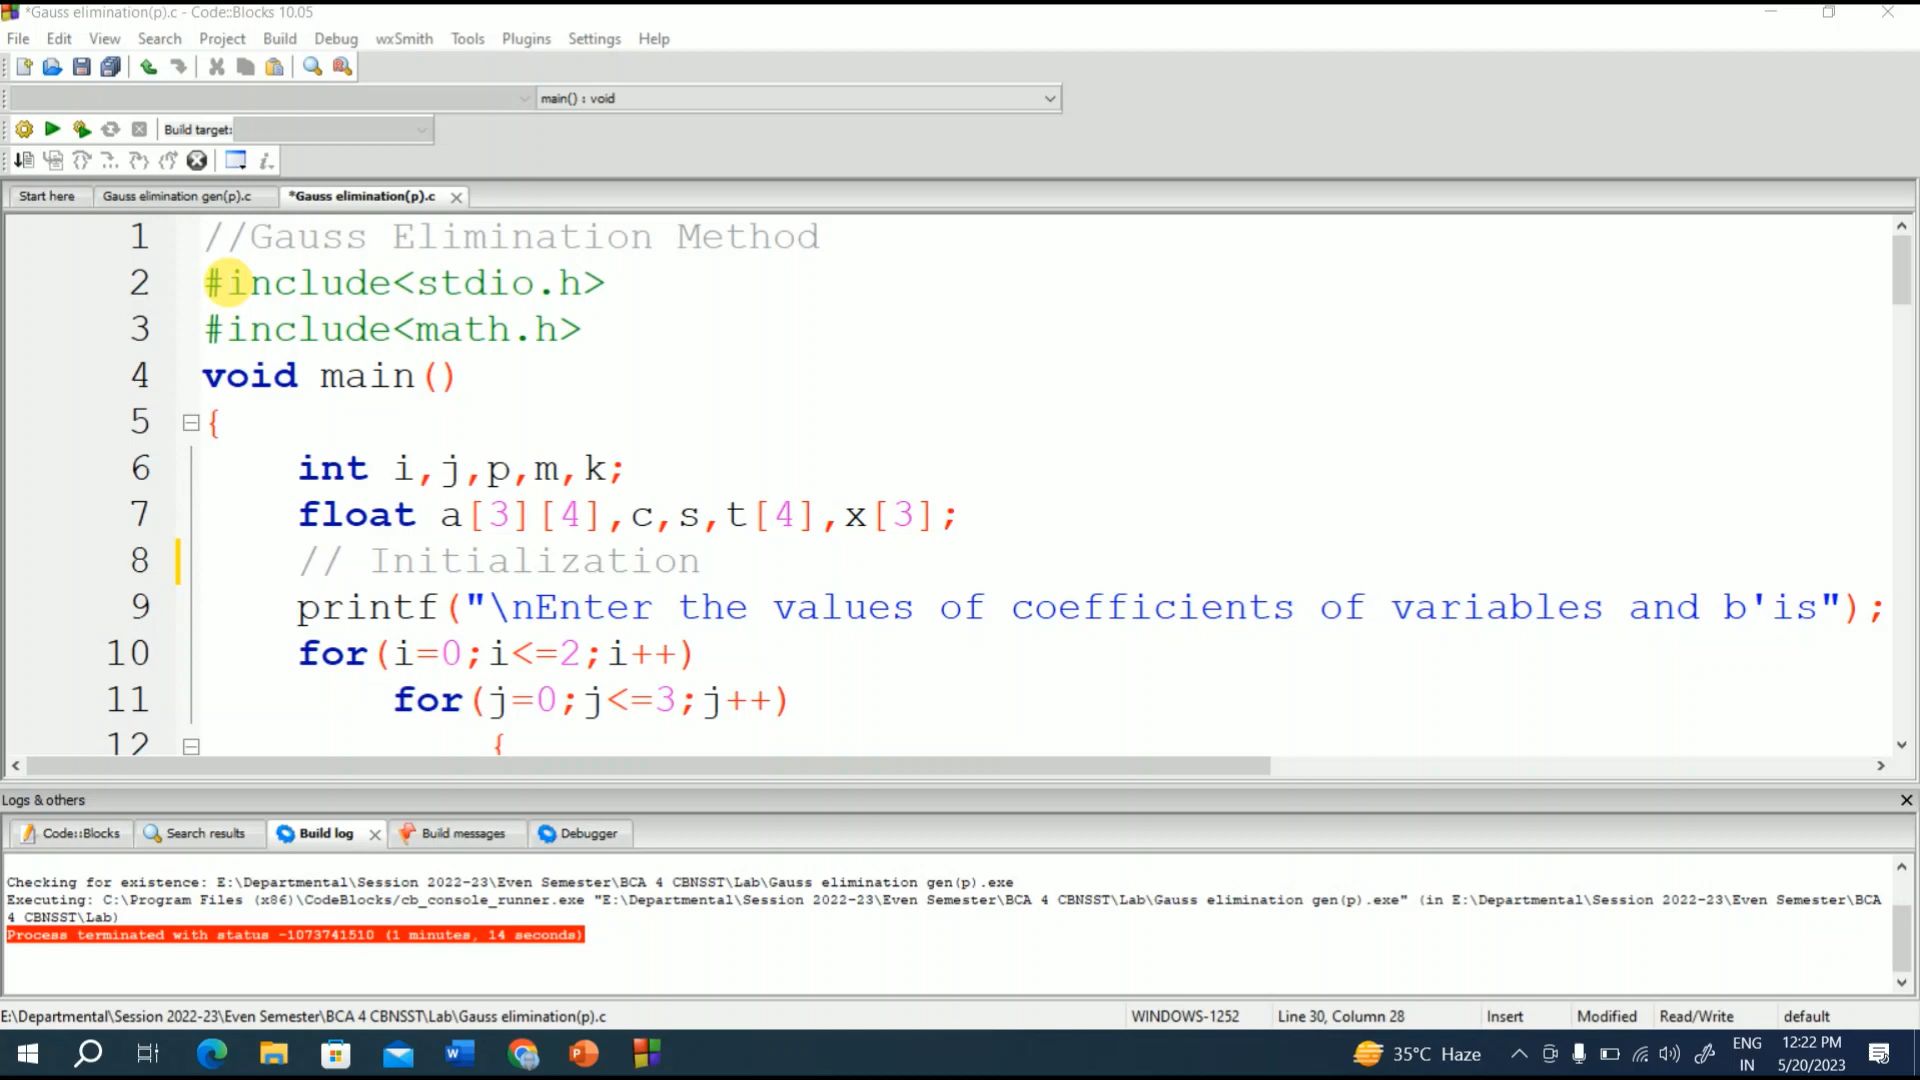 *Gauss elimination(p).c - Code::Blocks 10.05
File Edit View Search Project Build Debug wxSmith Tools Plugins Settings Help
main() : void
Build target:
Start here Gauss elimination gen(p).c *Gauss elimination(p).c
1 //Gauss Elimination Method
2 #include<stdio.h>
3 #include<math.h>
4 void main()
5 {
6 int i,j,p,m,k;
7 float a[3][4],c,s,t[4],x[3];
8 // Initialization
9 printf("\nEnter the values of coefficients of variables and b'is");
10 for(i=0;i<=2;i++)
11 for(j=0;j<=3;j++)
12 {
Logs & others
Code::Blocks Search results Build log Build messages Debugger
Checking for existence: E:\Departmental\Session 2022-23\Even Semester\BCA 4 CBNSST\Lab\Gauss elimination gen(p).exe
Executing: C:\Program Files (x86)\CodeBlocks/cb_console_runner.exe "E:\Departmental\Session 2022-23\Even Semester\BCA 4 CBNSST\Lab\Gauss elimination gen(p).exe" (in E:\Departmental\Session 2022-23\Even Semester\BCA
4 CBNSST\Lab)
Process terminated with status -1073741510 (1 minutes, 14 seconds)
E:\Departmental\Session 2022-23\Even Semester\BCA 4 CBNSST\Lab\Gauss elimination(p).c WINDOWS-1252 Line 30, Column 28 Insert Modified Read/Write default
35°C Haze ENG IN 12:22 PM 5/20/2023